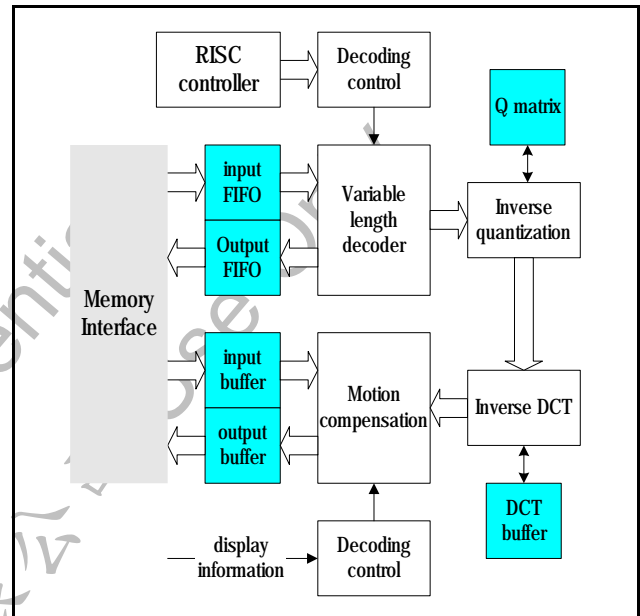 RISC
controller
Decoding
control
Q matrix
input
FIFO
Variable
length
decoder
Inverse
quantization
Output
FIFO
Memory
Interface
input
buffer
Motion
compensation
Inverse DCT
output
buffer
DCT
buffer
display
information
Decoding
control